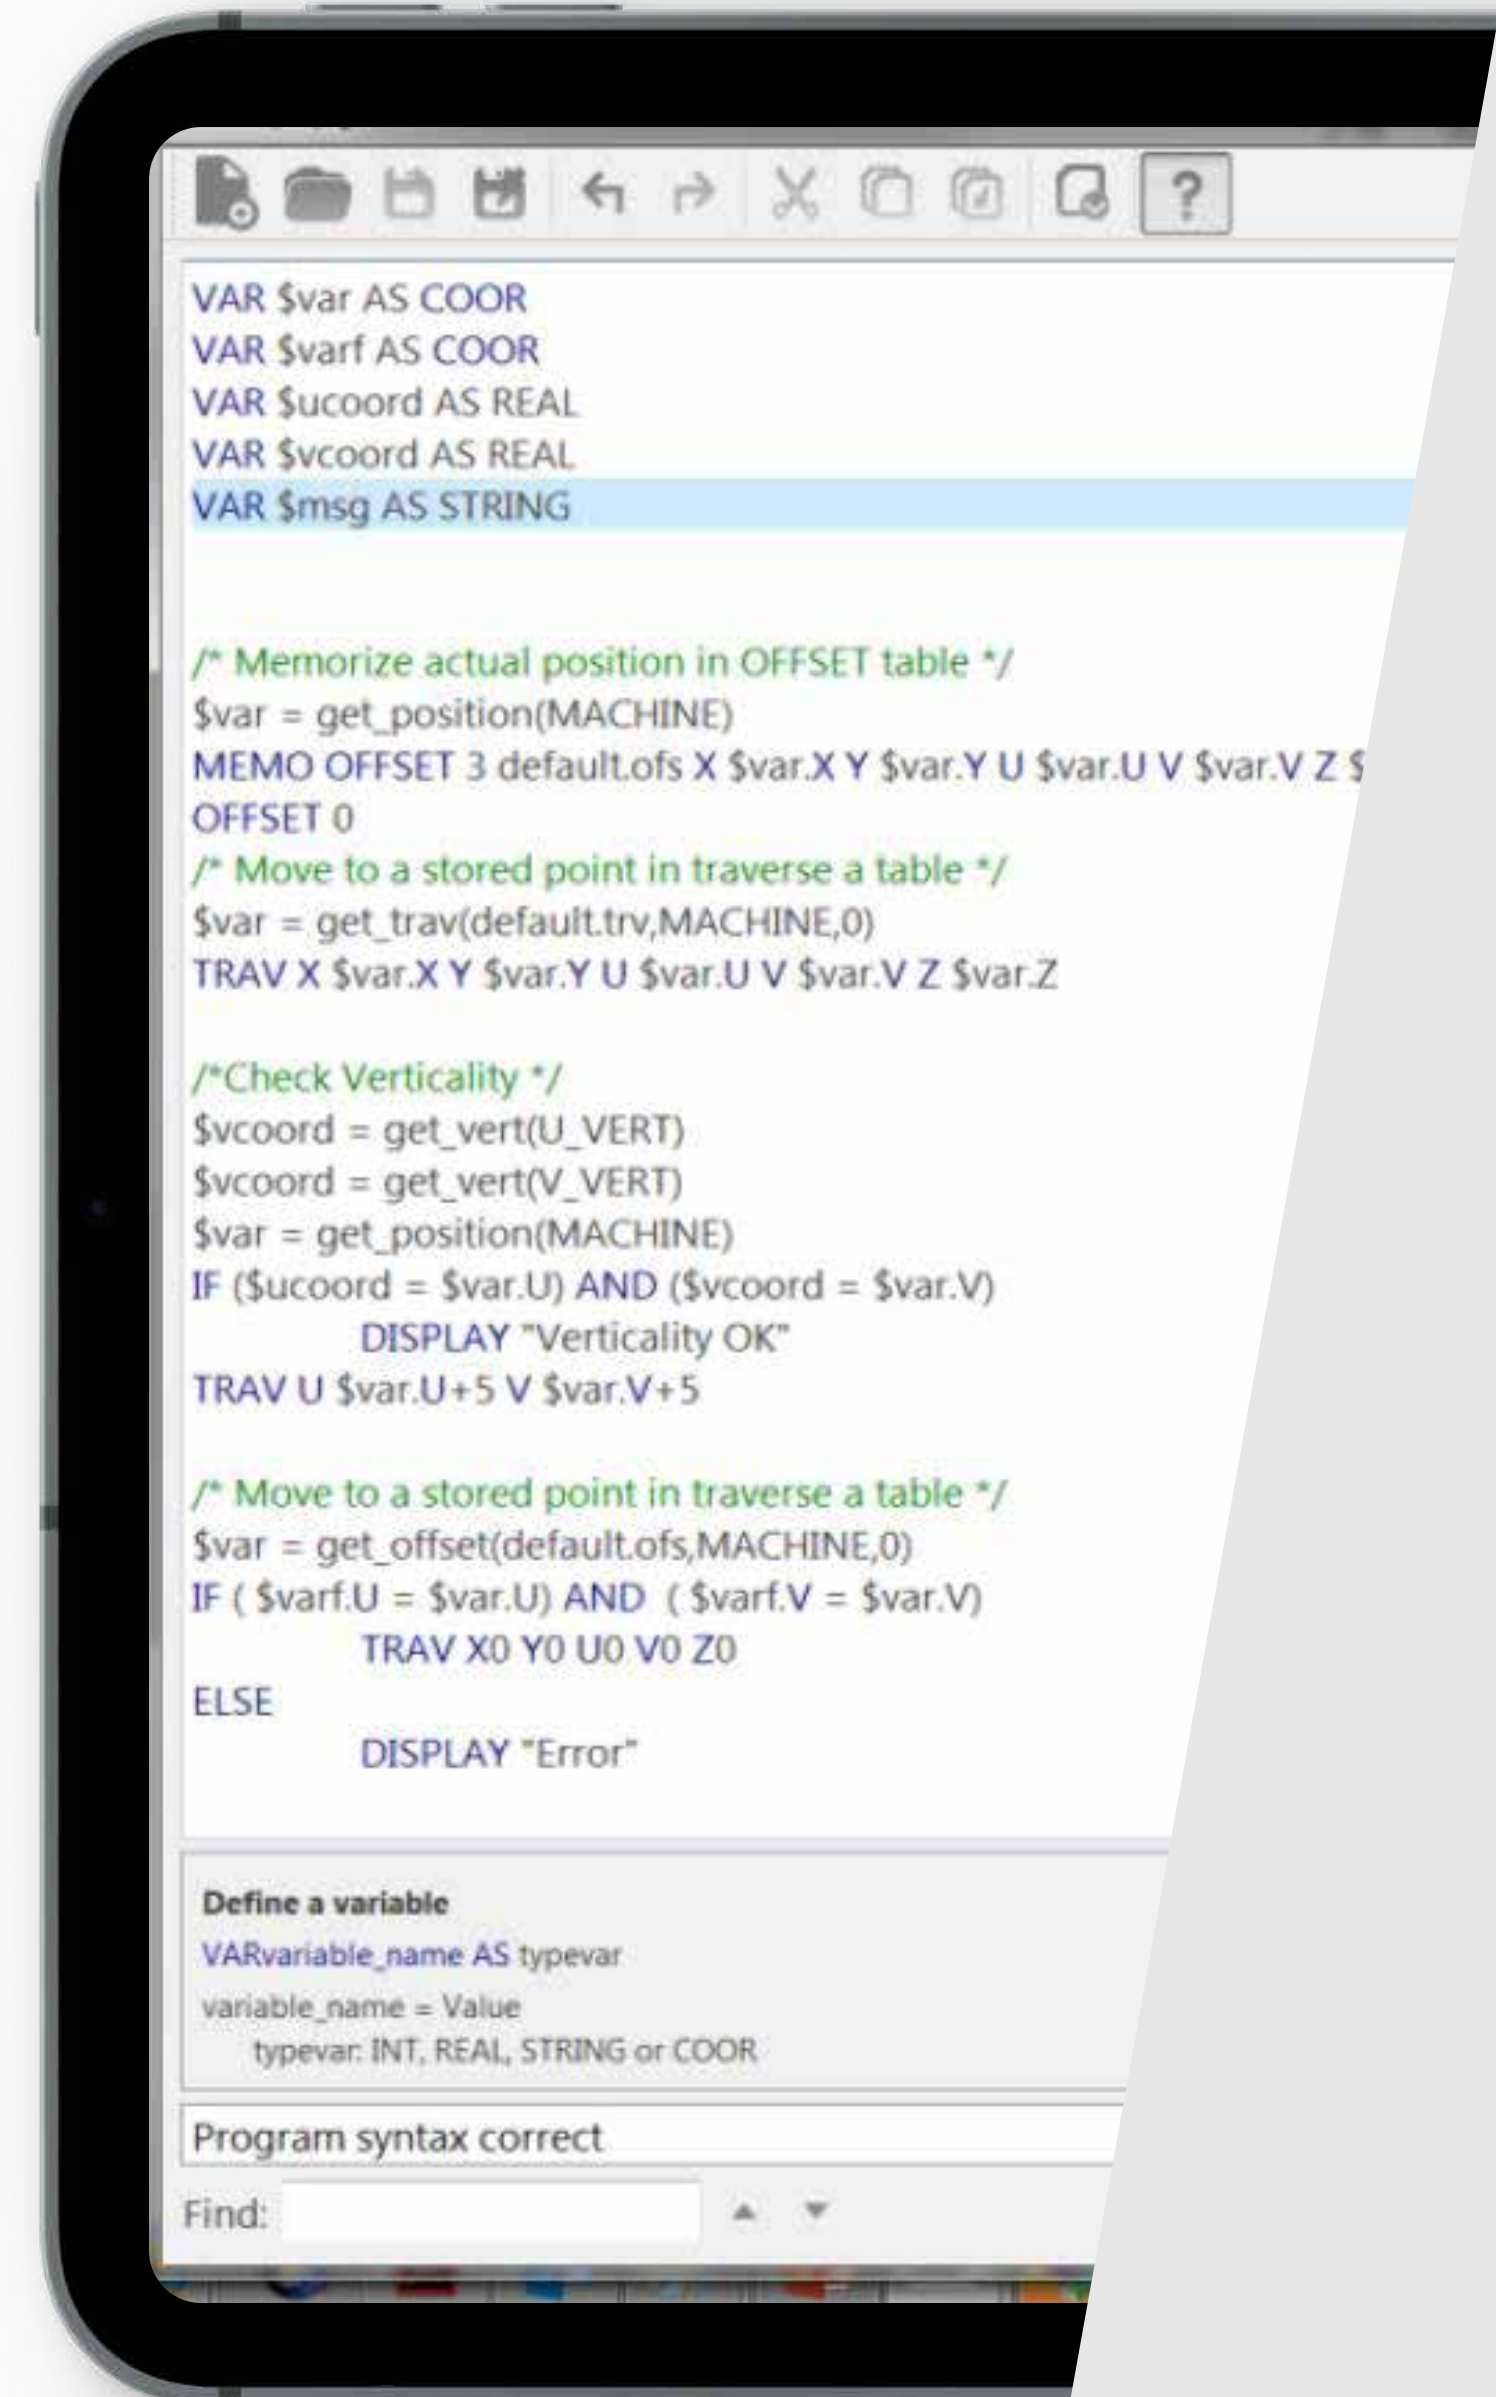 ?
VAR $var AS COOR
VAR $varf AS COOR
VAR $ucoord AS REAL
VAR $vcoord AS REAL
VAR $msg AS STRING
/* Memorize actual position in OFFSET table */
$var = get_position(MACHINE)
MEMO OFFSET 3 default.ofs X $var.X Y $var.Y U $var.U V $var.V Z $
OFFSET 0
/* Move to a stored point in traverse a table */
$var = get_trav(default.trv,MACHINE,0)
TRAV X $var.X Y $var.Y U $var.U V $var.V Z $var.Z
/*Check Verticality */
$vcoord = get_vert(U_VERT)
$vcoord = get_vert(V_VERT)
$var = get_position(MACHINE)
IF ($ucoord = $var.U) AND ($vcoord = $var.V)
DISPLAY "Verticality OK"
TRAV U $var.U+5 V $var.V+5
/* Move to a stored point in traverse a table */
$var = get_offset(default.ofs,MACHINE,0)
IF ( $varf.U = $var.U) AND ( $varf.V = $var.V)
TRAV X0 Y0 U0 V0 Z0
ELSE
DISPLAY "Error"
Define a variable
VARvariable_name AS typevar
variable_name = Value
typevar: INT, REAL, STRING or COOR
Program syntax correct
Find: